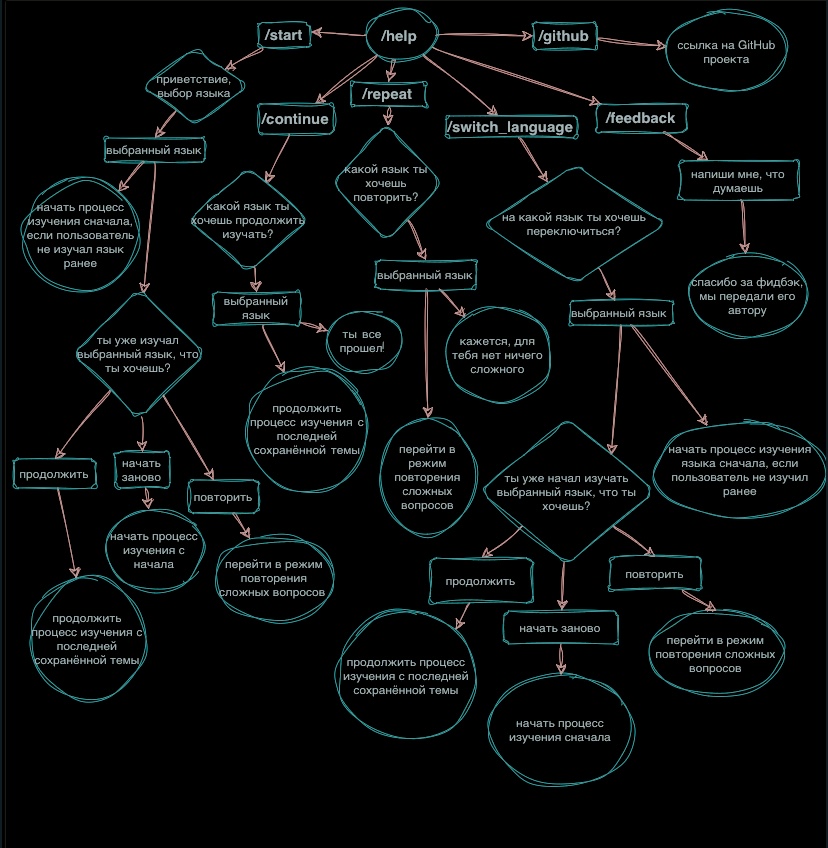 /start
/help
/github
ссылка на GitHub
проекта
приветствие,
выбор языка
/continue
/repeat
/switch_language
/feedback
выбранный язык
начать процесс
изучения сначала,
если пользователь
не изучал язык
ранее
какой язык ты
хочешь продолжить
изучать?
какой язык ты
хочешь
повторить?
на какой язык ты хочешь
переключиться?
напиши мне, что
думаешь
выбранный
язык
ты все
прошел!
выбранный язык
кажется, для
тебя нет ничего
сложного
выбранный язык
спасибо за фидбэк,
мы передали его
автору
ты уже изучал
выбранный язык, что
ты хочешь?
продолжить
процесс изучения с
последней
сохранённой темы
перейти в
режим
повторения
сложных
вопросов
ты уже начал изучать
выбранный язык, что ты
хочешь?
начать процесс изучения
языка сначала, если
пользователь не изучил
ранее
продолжить
начать
заново
повторить
начать процесс
изучения с
начала
перейти в режим
повторения
сложных вопросов
продолжить
процесс изучения с
последней
сохранённой темы
продолжить
начать заново
повторить
продолжить процесс
изучения с последней
сохранённой темы
начать процесс
изучения сначала
перейти в режим
повторения сложных
вопросов